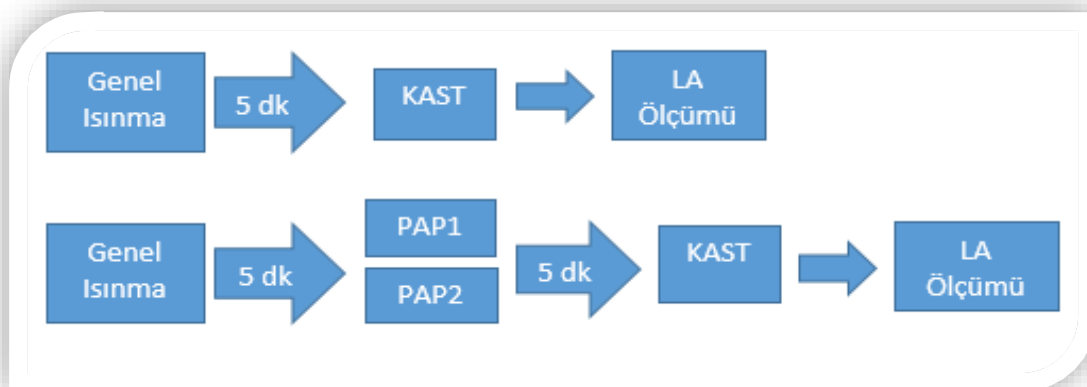 Genel
Isınma
5 dk
KAST
LA
Ölçümü
Genel
Isınma
5 dk
PAP1
PAP2
5 dk
KAST
LA
Ölçümü